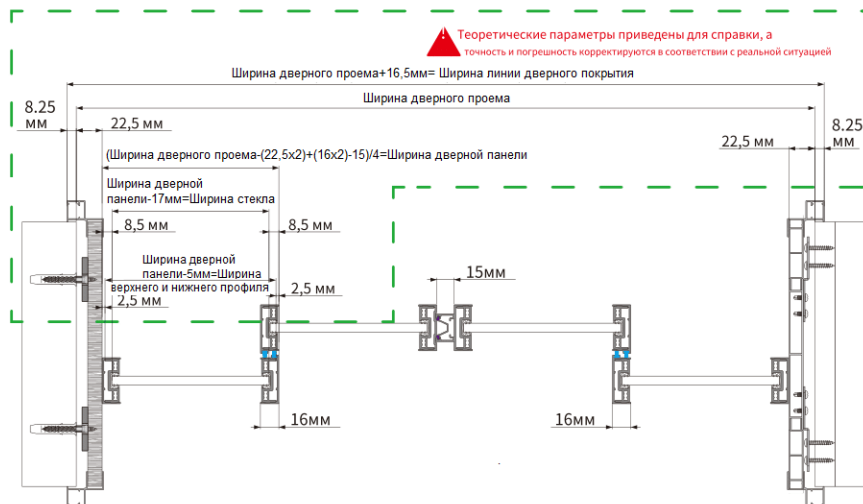 Теоретические параметры приведены для справки, а
точность и погрешность корректируются в соответствии с реальной ситуацией
Ширина дверного проема+16,5мм= Ширина линии дверного покрытия
Ширина дверного проема
8.25
мм
22,5 мм
22,5 мм
8.25
мм
(Ширина дверного проема-(22,5x2)+(16x2)-15)/4=Ширина дверной панели
Ширина дверной
панели-17мм=Ширина стекла
8,5 мм
8,5 мм
Ширина дверной
панели-5мм=Ширина
верхнего и нижнего профиля
2,5 мм
2,5 мм
15мм
16мм
16мм